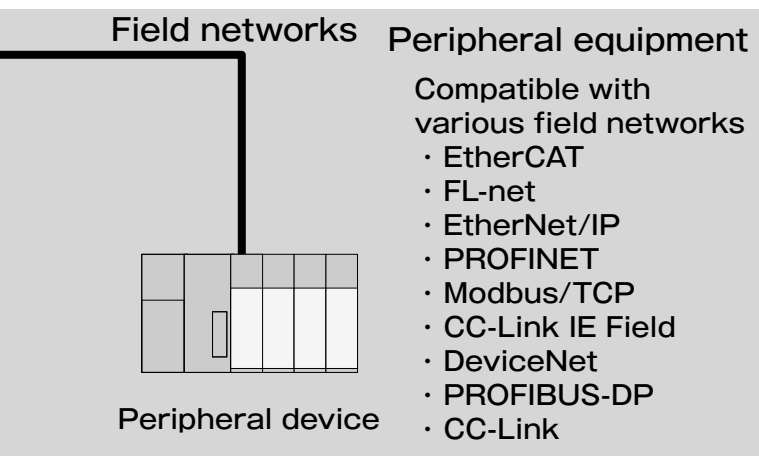 Field networks
Peripheral device
Peripheral equipment
Compatible with
various field networks
・EtherCAT
・FL-net
・EtherNet/IP
・PROFINET
・Modbus/TCP
・CC-Link IE Field
・DeviceNet
・PROFIBUS-DP
・CC-Link